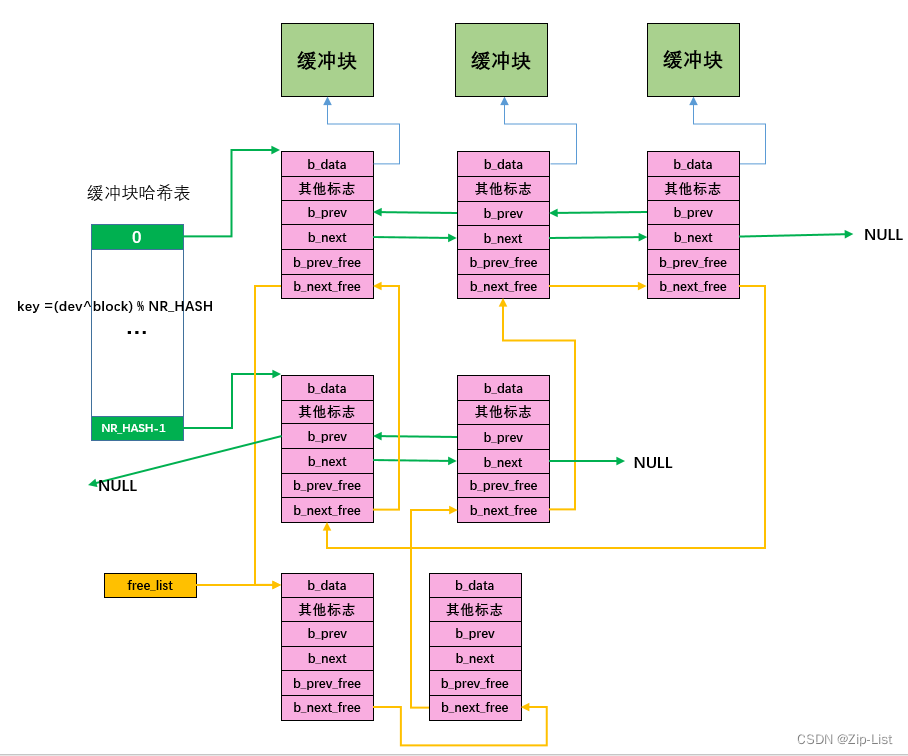 缓冲块
缓冲块
缓冲块
缓冲块哈希表
0
key =(dev^block) % NR_HASH
...
NR_HASH-1
NULL
b_data
其他标志
b_prev
b_next
b_prev_free
b_next_free
b_data
其他标志
b_prev
b_next
b_prev_free
b_next_free
b_data
其他标志
b_prev
b_next
b_prev_free
b_next_free
NULL
b_data
其他标志
b_prev
b_next
b_prev_free
b_next_free
b_data
其他标志
b_prev
b_next
b_prev_free
b_next_free
NULL
free_list
b_data
其他标志
b_prev
b_next
b_prev_free
b_next_free
b_data
其他标志
b_prev
b_next
b_prev_free
b_next_free
CSDN @Zip-List